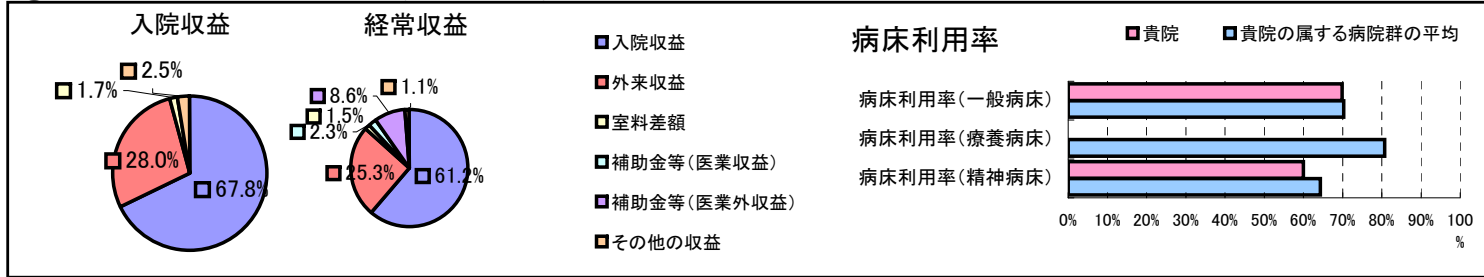 入院収益
2.5%
1.7%
28.0%
67.8%
経常収益
1.1%
8.6%
1.5%
2.3%
25.3%
61.2%
入院収益
外来収益
室料差額
補助金等(医業収益)
補助金等(医業外収益)
その他の収益
病床利用率
貴院 貴院の属する病院群の平均
病床利用率(一般病床)
病床利用率(療養病床)
病床利用率(精神病床)
0% 10% 20% 30% 40% 50% 60% 70% 80% 90% 100
%